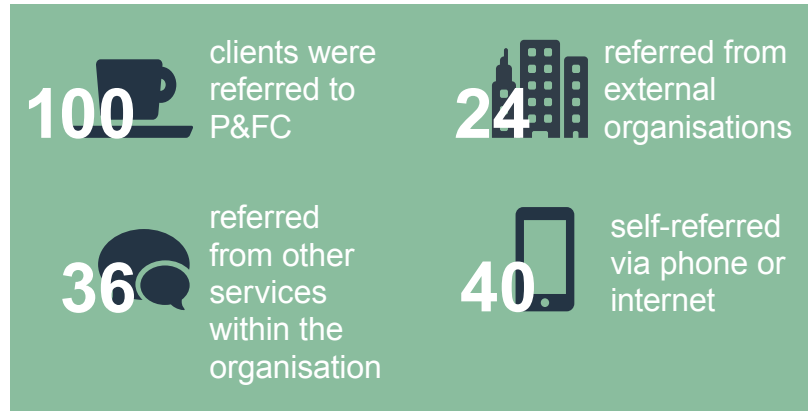 100
clients were
referred to
P&FC
24
referred from
external
organisations
36
referred
from other
services
within the
organisation
40
self-referred
via phone or
internet